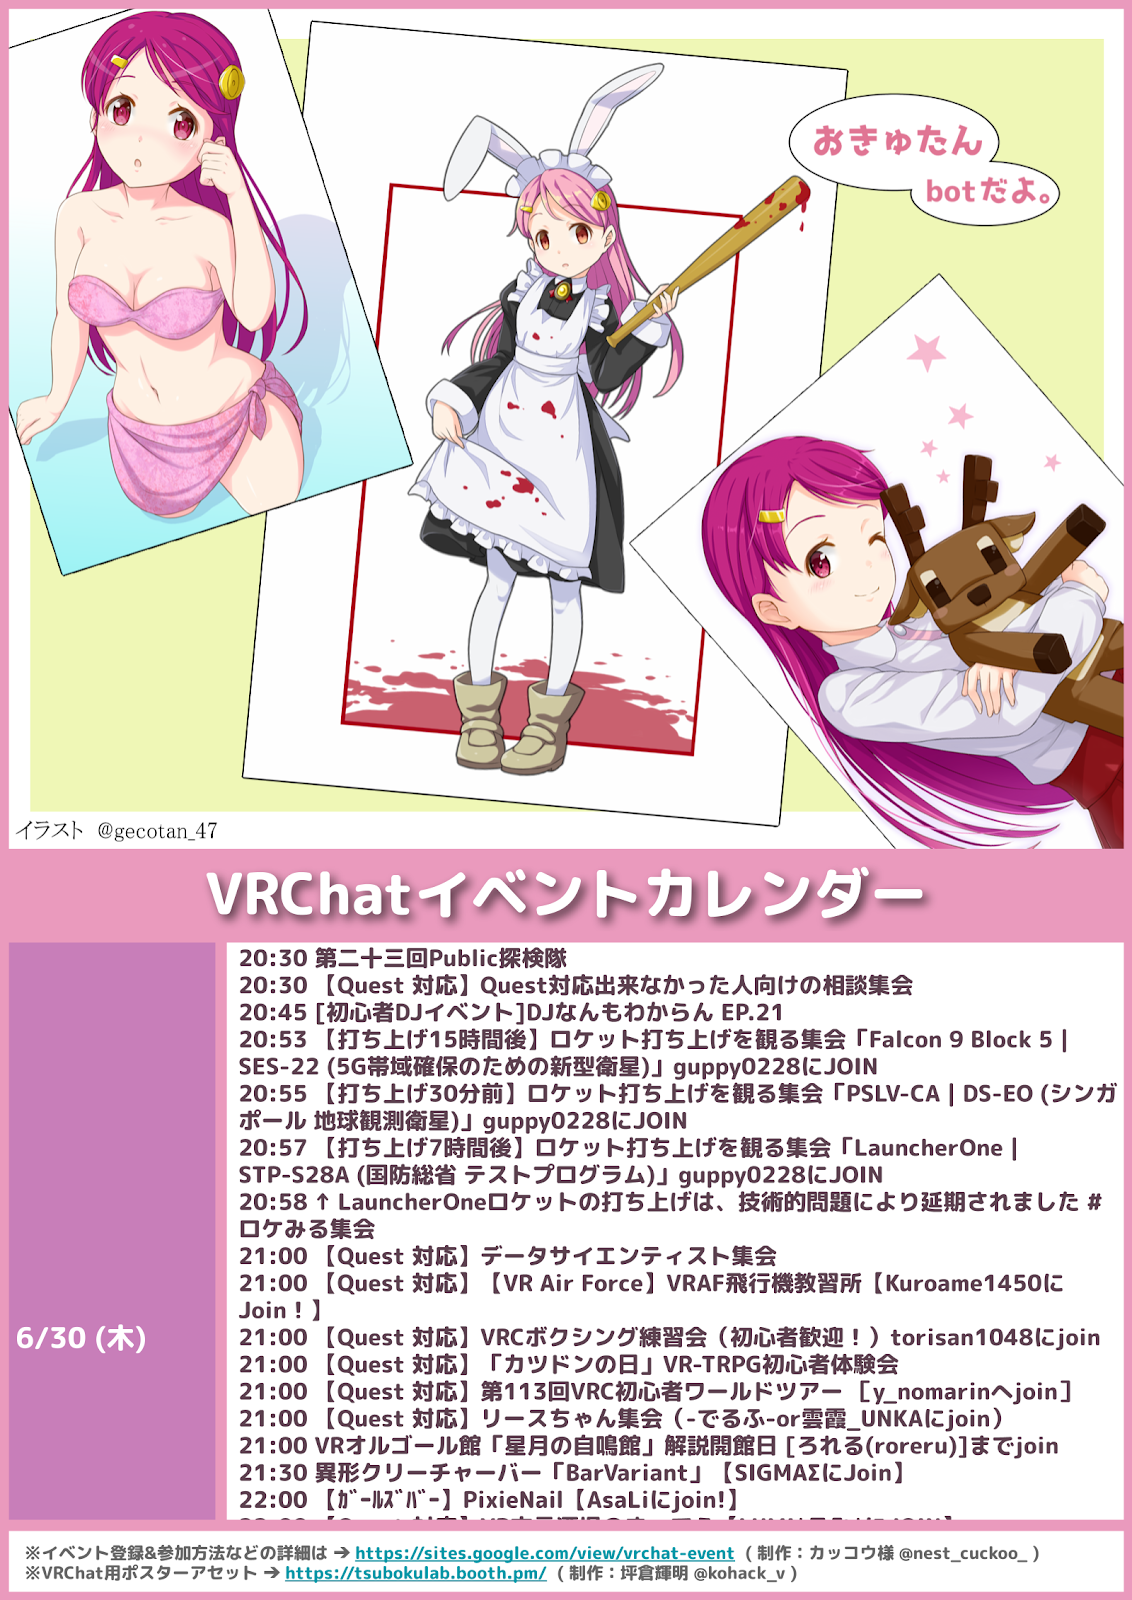 おきゅたん
botだよ。
イラスト @gecotan_47
VRChatイベントカレンダー
6/30 (木)
20:30 第二十三回Public探検隊
20:30 【Quest 対応】Quest対応出来なかった人向けの相談集会
20:45 [初心者DJイベント]DJなんもわからん EP.21
20:53 【打ち上げ15時間後】ロケット打ち上げを観る集会「Falcon 9 Block 5 |
SES-22 (5G帯域確保のための新型衛星)」guppy0228にJOIN
20:55 【打ち上げ30分前】ロケット打ち上げを観る集会「PSLV-CA | DS-EO (シンガ
ポール 地球観測衛星)」guppy0228にJOIN
20:57 【打ち上げ7時間後】ロケット打ち上げを観る集会「LauncherOne |
STP-S28A (国防総省 テストプログラム)」guppy0228にJOIN
20:58 ↑ LauncherOneロケットの打ち上げは、技術的問題により延期されました #
ロケみる集会
21:00 【Quest 対応】データサイエンティスト集会
21:00 【Quest 対応】【VR Air Force】VRAF飛行機教習所【Kuroame1450に
Join！】
21:00 【Quest 対応】VRCボクシング練習会（初心者歓迎！）torisan1048にjoin
21:00 【Quest 対応】「カツドンの日」VR-TRPG初心者体験会
21:00 【Quest 対応】第113回VRC初心者ワールドツアー ［y_nomarinへjoin］
21:00 【Quest 対応】リースちゃん集会（-でるふ-or雲霞_UNKAにjoin）
21:00 VRオルゴール館「星月の自鳴館」解説開館日 [ろれる(roreru)]までjoin
21:30 異形クリーチャーバー「BarVariant」【SIGMAΣにJoin】
22:00 【ｶﾞｰﾙｽﾞﾊﾞｰ】PixieNail【AsaLiにjoin!】
※イベント登録&参加方法などの詳細は ➔ https://sites.google.com/view/vrchat-event （ 制作：カッコウ様 @nest_cuckoo_ ）
※VRChat用ポスターアセット ➔ https://tsubokulab.booth.pm/ （ 制作：坪倉輝明 @kohack_v ）